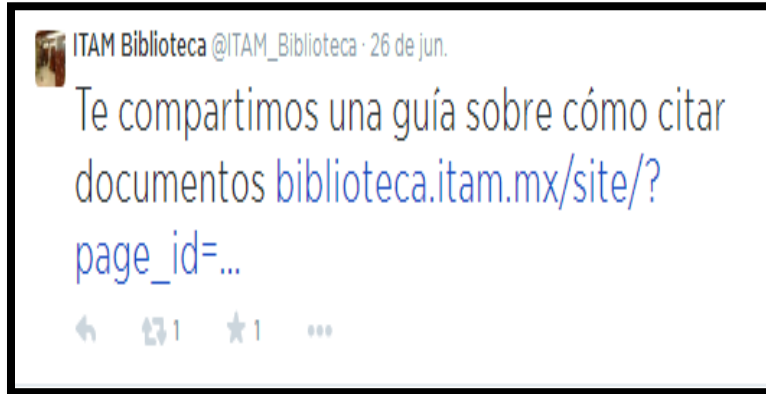 ITAM Biblioteca @ITAM_Biblioteca · 26 de jun.
Te compartimos una guía sobre cómo citar
documentos biblioteca.itam.mx/site/?
page_id=...
1 1